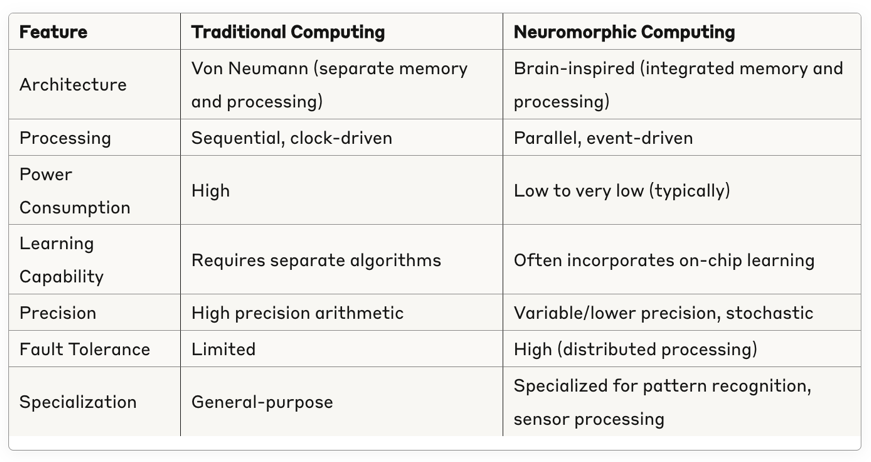 Feature Traditional Computing Neuromorphic Computing
Architecture
Von Neumann (separate memory
and processing)
Brain-inspired (integrated memory and
processing)
Processing Sequential, clock-driven Parallel, event-driven
Power
Consumption
High
Low to very low (typically)
Learning
Capability
Requires separate algorithms
Often incorporates on-chip learning
Precision High precision arithmetic Variable/lower precision, stochastic
Fault Tolerance Limited High (distributed processing)
Specialization
General-purpose
Specialized for pattern recognition,
sensor processing